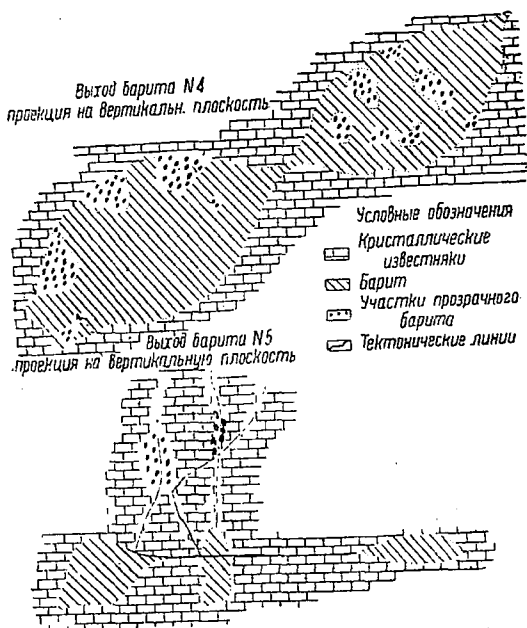 Выход барита N4
проекция на вертикальн. плоскость
Условные обозначения
Кристаллические
известняки
Барит
Участки прозрачного
барита
Тектонические линии
Выход барита N5
проекция на вертикальную плоскость